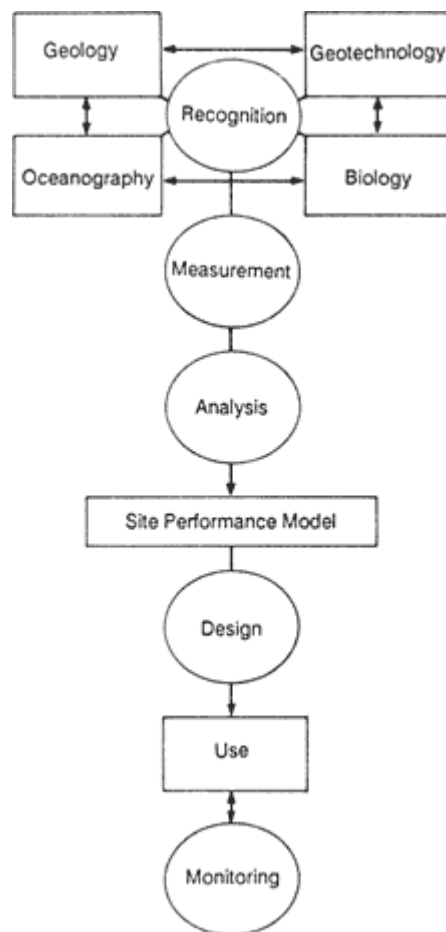 Geology
Geotechnology
Recognition
Oceanography
Biology
Measurement
Analysis
Site Performance Model
Design
Use
Monitoring